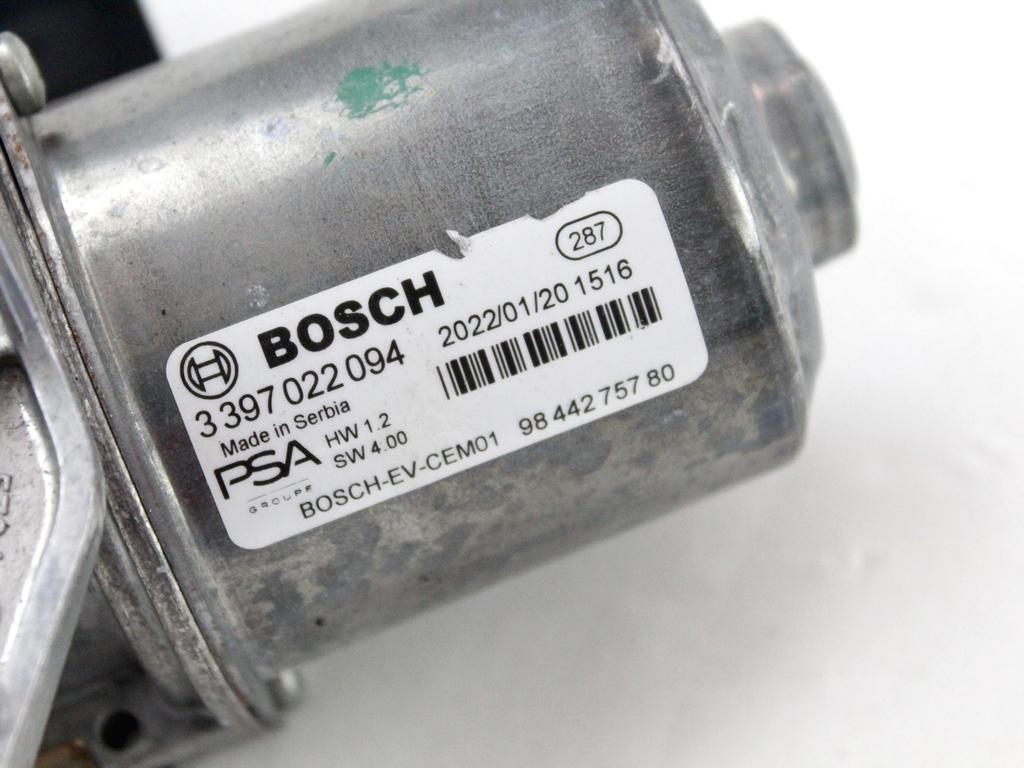 287
BOSCH
2022/01/20 1516
3 397 022 094
Made in Serbia
PSA
GROUPE
HW 1.2
SW 4.00
BOSCH-EV-CEM01
98 442 757 80